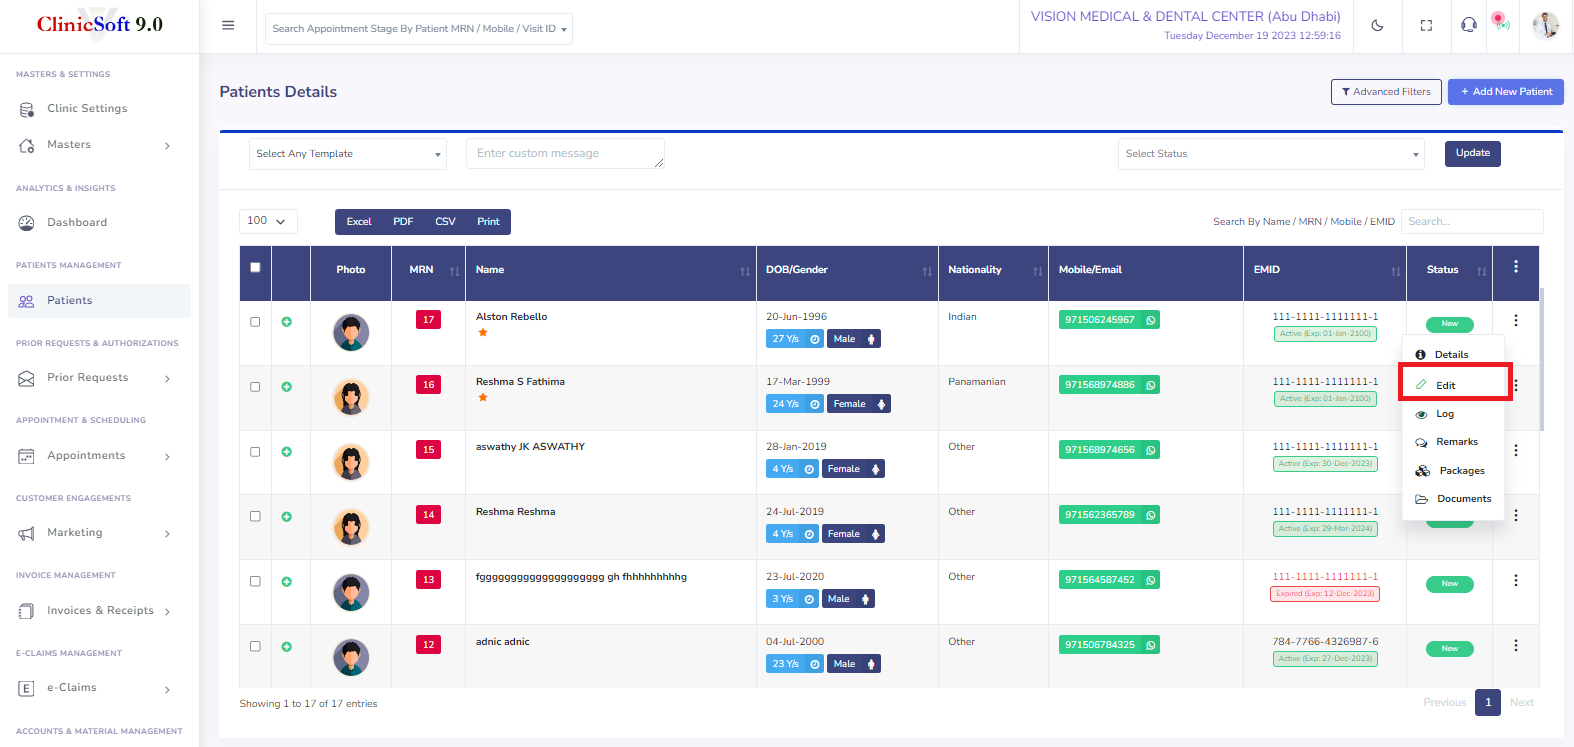 ClinicSoft 9.0
Search Appointment Stage By Patient MRN / Mobile / Visit ID
VISION MEDICAL & DENTAL CENTER (Abu Dhabi)
Tuesday December 19 2023 12:59:16
MASTERS & SETTINGS
Clinic Settings
Masters
ANALYTICS & INSIGHTS
Dashboard
PATIENTS MANAGEMENT
Patients
PRIOR REQUESTS & AUTHORIZATIONS
Prior Requests
APPOINTMENT & SCHEDULING
Appointments
CUSTOMER ENGAGEMENTS
Marketing
INVOICE MANAGEMENT
Invoices & Receipts
E-CLAIMS MANAGEMENT
E e-Claims
ACCOUNTS & MATERIAL MANAGEMENT
Patients Details
Advanced Filters
+ Add New Patient
Select Any Template
Enter custom message
Select Status
Update
100
Excel PDF CSV Print
Search By Name / MRN / Mobile / EMID Search...
Photo MRN Name DOB/Gender Nationality Mobile/Email EMID Status
17 Alston Rebello 20-Jun-1996 Indian 971506245967 111-1111-1111111-1 New
27 Y/s Male Active (Exp: 01-Jan-2100)
16 Reshma S Fathima 17-Mar-1999 Panamanian 971568974886 111-1111-1111111-1
24 Y/s Female Active (Exp: 01-Jan-2100)
15 aswathy JK ASWATHY 28-Jan-2019 Other 971568974656 111-1111-1111111-1
4 Y/s Female Active (Exp: 30-Dec-2023)
14 Reshma Reshma 24-Jul-2019 Other 971562365789 111-1111-1111111-1
4 Y/s Female Active (Exp: 29-Mar-2024)
13 fgggggggggggggggggggg gh fhhhhhhhhhg 23-Jul-2020 Other 971564587452 111-1111-1111111-1 New
3 Y/s Male Expired (Exp: 12-Dec-2023)
12 adnic adnic 04-Jul-2000 Other 971506784325 784-7766-4326987-6 New
23 Y/s Male Active (Exp: 27-Dec-2023)
Details
Edit
Log
Remarks
Packages
Documents
Showing 1 to 17 of 17 entries
Previous 1 Next